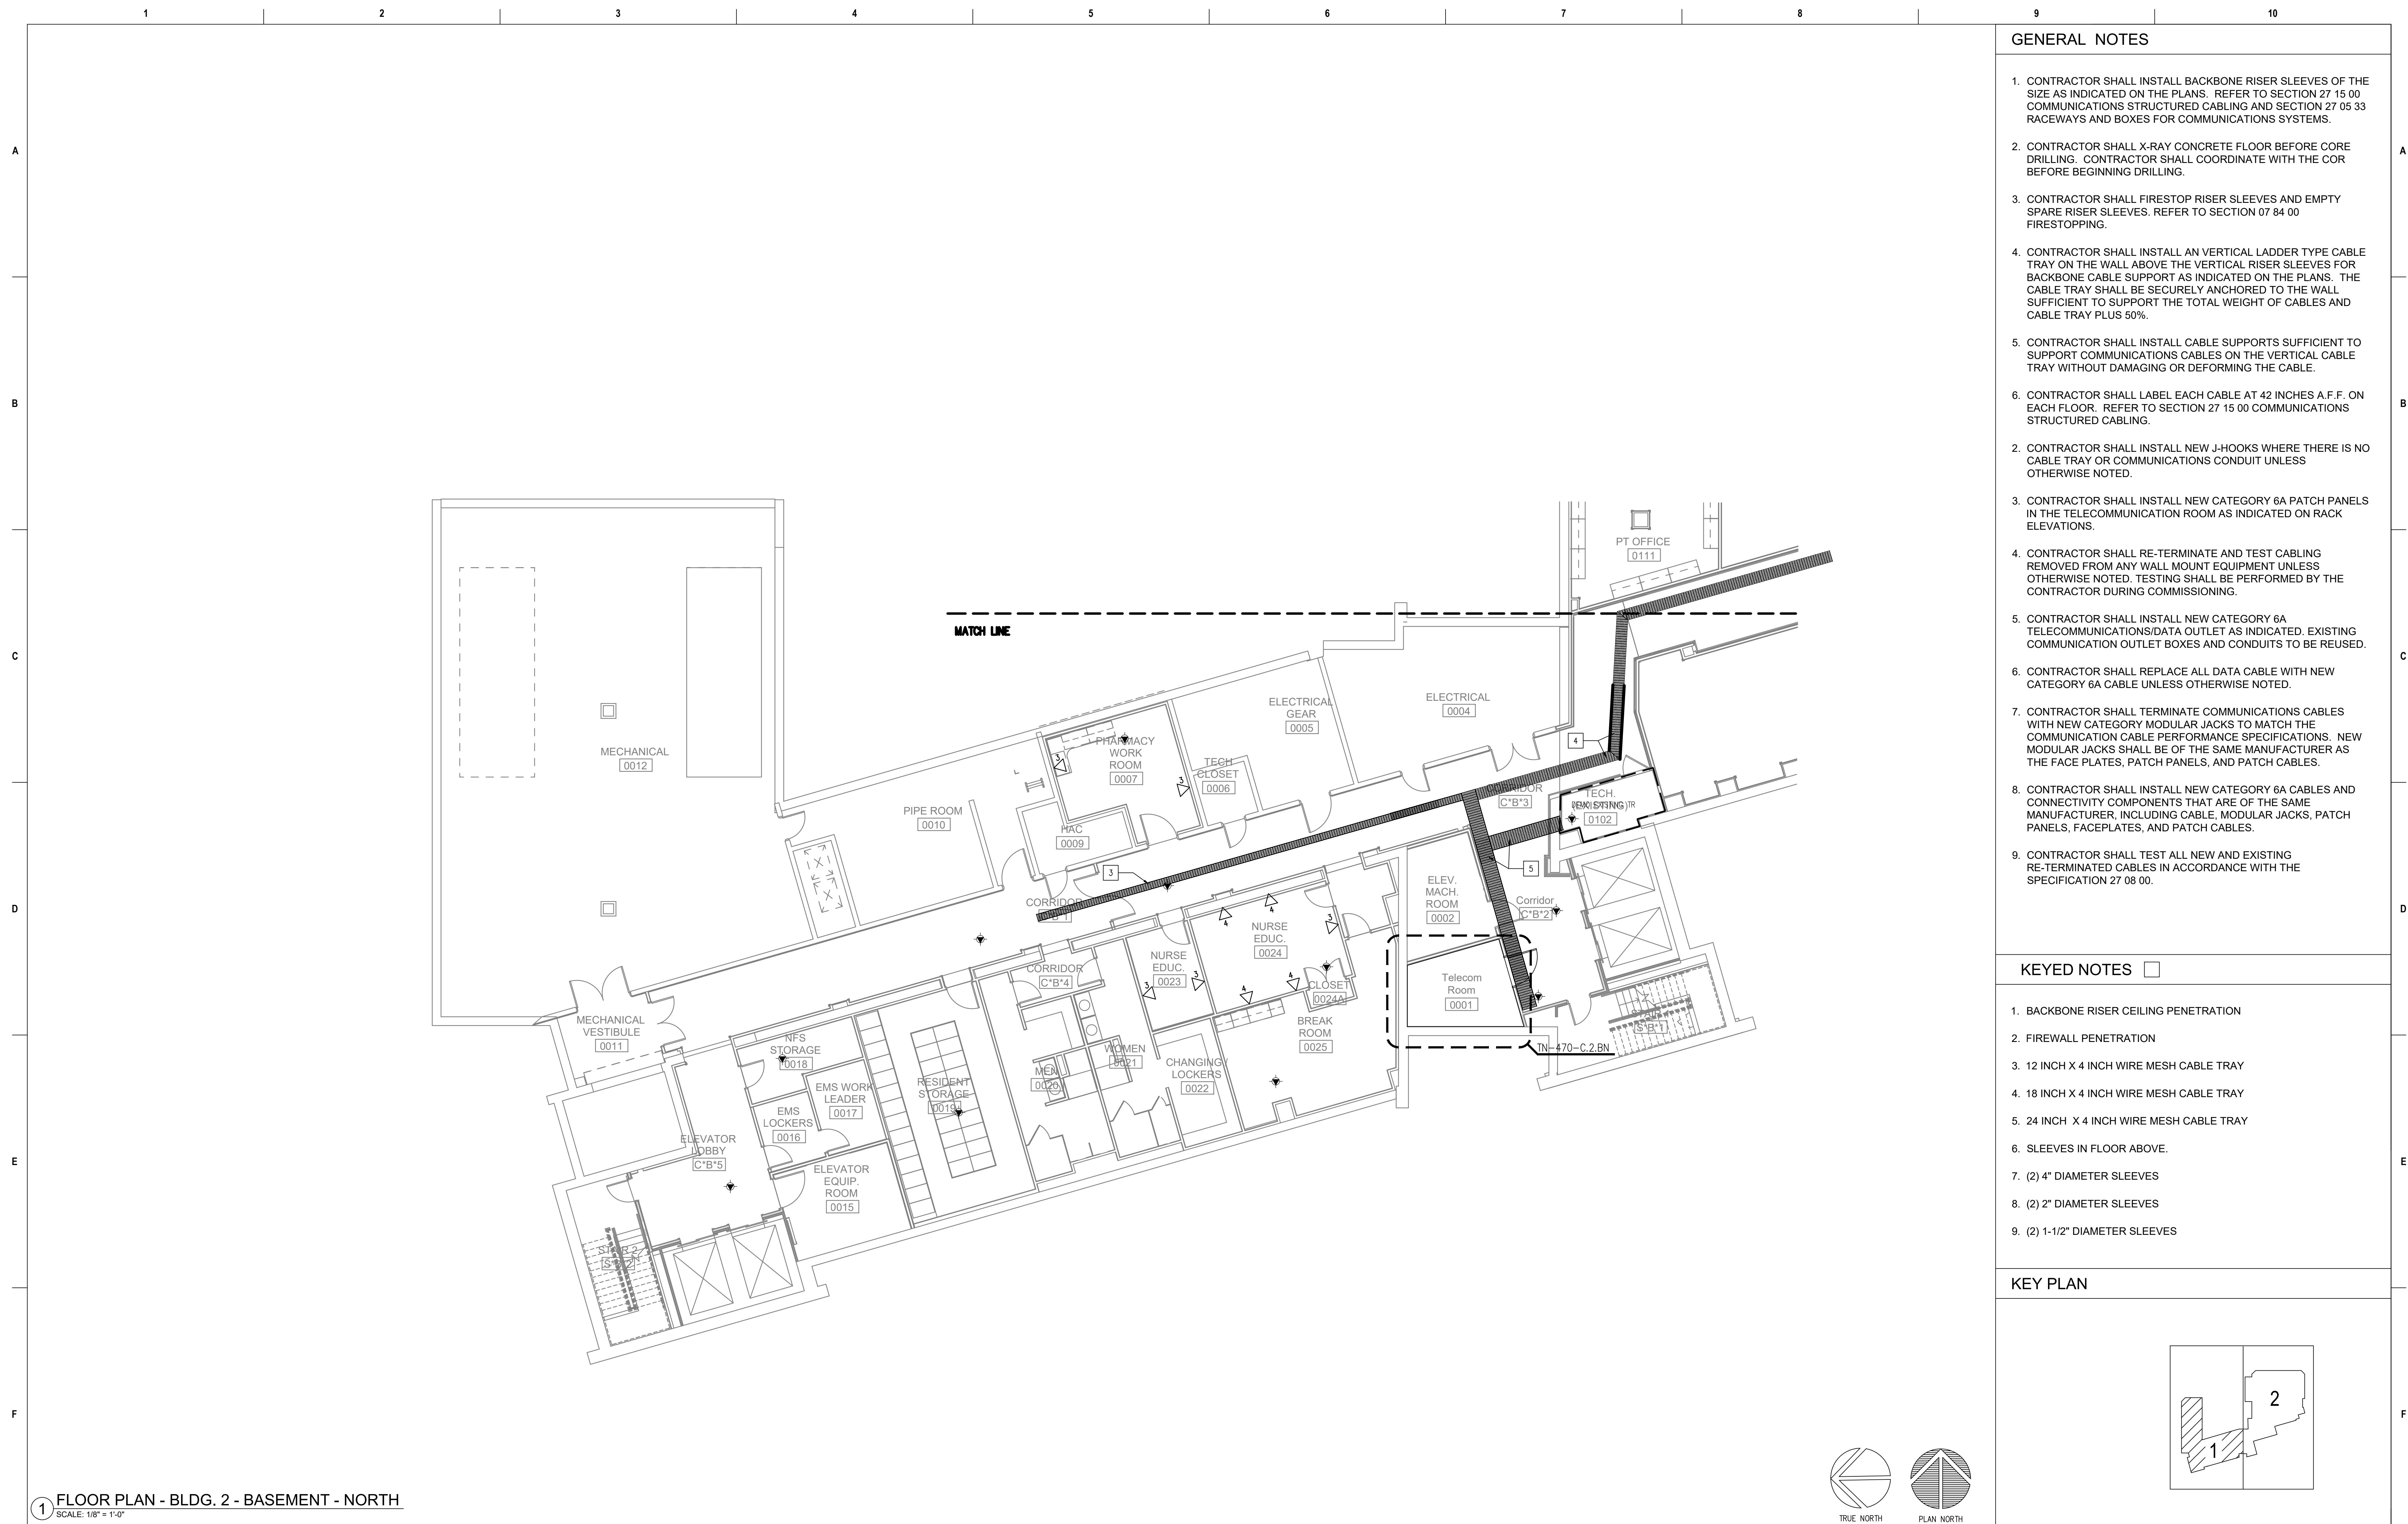 1 2 3 4 5 6 7 8 9 10
A
B
C
D
E
F
A
B
C
D
E
F
GENERAL NOTES
1. CONTRACTOR SHALL INSTALL BACKBONE RISER SLEEVES OF THE
SIZE AS INDICATED ON THE PLANS. REFER TO SECTION 27 15 00
COMMUNICATIONS STRUCTURED CABLING AND SECTION 27 05 33
RACEWAYS AND BOXES FOR COMMUNICATIONS SYSTEMS.
2. CONTRACTOR SHALL X-RAY CONCRETE FLOOR BEFORE CORE
DRILLING. CONTRACTOR SHALL COORDINATE WITH THE COR
BEFORE BEGINNING DRILLING.
3. CONTRACTOR SHALL FIRESTOP RISER SLEEVES AND EMPTY
SPARE RISER SLEEVES. REFER TO SECTION 07 84 00
FIRESTOPPING.
4. CONTRACTOR SHALL INSTALL AN VERTICAL LADDER TYPE CABLE
TRAY ON THE WALL ABOVE THE VERTICAL RISER SLEEVES FOR
BACKBONE CABLE SUPPORT AS INDICATED ON THE PLANS. THE
CABLE TRAY SHALL BE SECURELY ANCHORED TO THE WALL
SUFFICIENT TO SUPPORT THE TOTAL WEIGHT OF CABLES AND
CABLE TRAY PLUS 50%.
5. CONTRACTOR SHALL INSTALL CABLE SUPPORTS SUFFICIENT TO
SUPPORT COMMUNICATIONS CABLES ON THE VERTICAL CABLE
TRAY WITHOUT DAMAGING OR DEFORMING THE CABLE.
6. CONTRACTOR SHALL LABEL EACH CABLE AT 42 INCHES A.F.F. ON
EACH FLOOR. REFER TO SECTION 27 15 00 COMMUNICATIONS
STRUCTURED CABLING.
2. CONTRACTOR SHALL INSTALL NEW J-HOOKS WHERE THERE IS NO
CABLE TRAY OR COMMUNICATIONS CONDUIT UNLESS
OTHERWISE NOTED.
3. CONTRACTOR SHALL INSTALL NEW CATEGORY 6A PATCH PANELS
IN THE TELECOMMUNICATION ROOM AS INDICATED ON RACK
ELEVATIONS.
4. CONTRACTOR SHALL RE-TERMINATE AND TEST CABLING
REMOVED FROM ANY WALL MOUNT EQUIPMENT UNLESS
OTHERWISE NOTED. TESTING SHALL BE PERFORMED BY THE
CONTRACTOR DURING COMMISSIONING.
5. CONTRACTOR SHALL INSTALL NEW CATEGORY 6A
TELECOMMUNICATIONS/DATA OUTLET AS INDICATED. EXISTING
COMMUNICATION OUTLET BOXES AND CONDUITS TO BE REUSED.
6. CONTRACTOR SHALL REPLACE ALL DATA CABLE WITH NEW
CATEGORY 6A CABLE UNLESS OTHERWISE NOTED.
7. CONTRACTOR SHALL TERMINATE COMMUNICATIONS CABLES
WITH NEW CATEGORY MODULAR JACKS TO MATCH THE
COMMUNICATION CABLE PERFORMANCE SPECIFICATIONS. NEW
MODULAR JACKS SHALL BE OF THE SAME MANUFACTURER AS
THE FACE PLATES, PATCH PANELS, AND PATCH CABLES.
8. CONTRACTOR SHALL INSTALL NEW CATEGORY 6A CABLES AND
CONNECTIVITY COMPONENTS THAT ARE OF THE SAME
MANUFACTURER, INCLUDING CABLE, MODULAR JACKS, PATCH
PANELS, FACEPLATES, AND PATCH CABLES.
9. CONTRACTOR SHALL TEST ALL NEW AND EXISTING
RE-TERMINATED CABLES IN ACCORDANCE WITH THE
SPECIFICATION 27 08 00.
KEYED NOTES
1. BACKBONE RISER CEILING PENETRATION
2. FIREWALL PENETRATION
3. 12 INCH X 4 INCH WIRE MESH CABLE TRAY
4. 18 INCH X 4 INCH WIRE MESH CABLE TRAY
5. 24 INCH X 4 INCH WIRE MESH CABLE TRAY
6. SLEEVES IN FLOOR ABOVE.
7. (2) 4" DIAMETER SLEEVES
8. (2) 2" DIAMETER SLEEVES
9. (2) 1-1/2" DIAMETER SLEEVES
KEY PLAN
2
1
PT OFFICE
0111
MATCH LINE
ELECTRICAL
0004
ELECTRICAL
GEAR
0005
4
PHARMACY
WORK
ROOM
0007
3
3
TECH
CLOSET
0006
MECHANICAL
0012
PIPE ROOM
0010
HAC
0009
CORRIDOR
C*B*3
TECH.
(EXISTING)
DEMO EXISTING TR
0102
3
5
CORRIDOR
ELEV.
MACH.
ROOM
0002
Corridor
C*B*2
NURSE
EDUC.
0024
4
4
3
4
4
NURSE
EDUC.
0023
3
3
CORRIDOR
C*B*4
CLOSET
0024A
Telecom
Room
0001
TN-470-C.2.BN
S*B*1
MECHANICAL
VESTIBULE
0011
BREAK
ROOM
0025
NFS
STORAGE
0018
WOMEN
0021
MEN
0020
CHANGING/
LOCKERS
0022
EMS WORK
LEADER
0017
RESIDENT
STORAGE
0019
EMS
LOCKERS
0016
ELEVATOR
LOBBY
C*B*5
ELEVATOR
EQUIP.
ROOM
0015
STAIR 2
1 FLOOR PLAN - BLDG. 2 - BASEMENT - NORTH
SCALE: 1/8" = 1'-0"
TRUE NORTH
PLAN NORTH